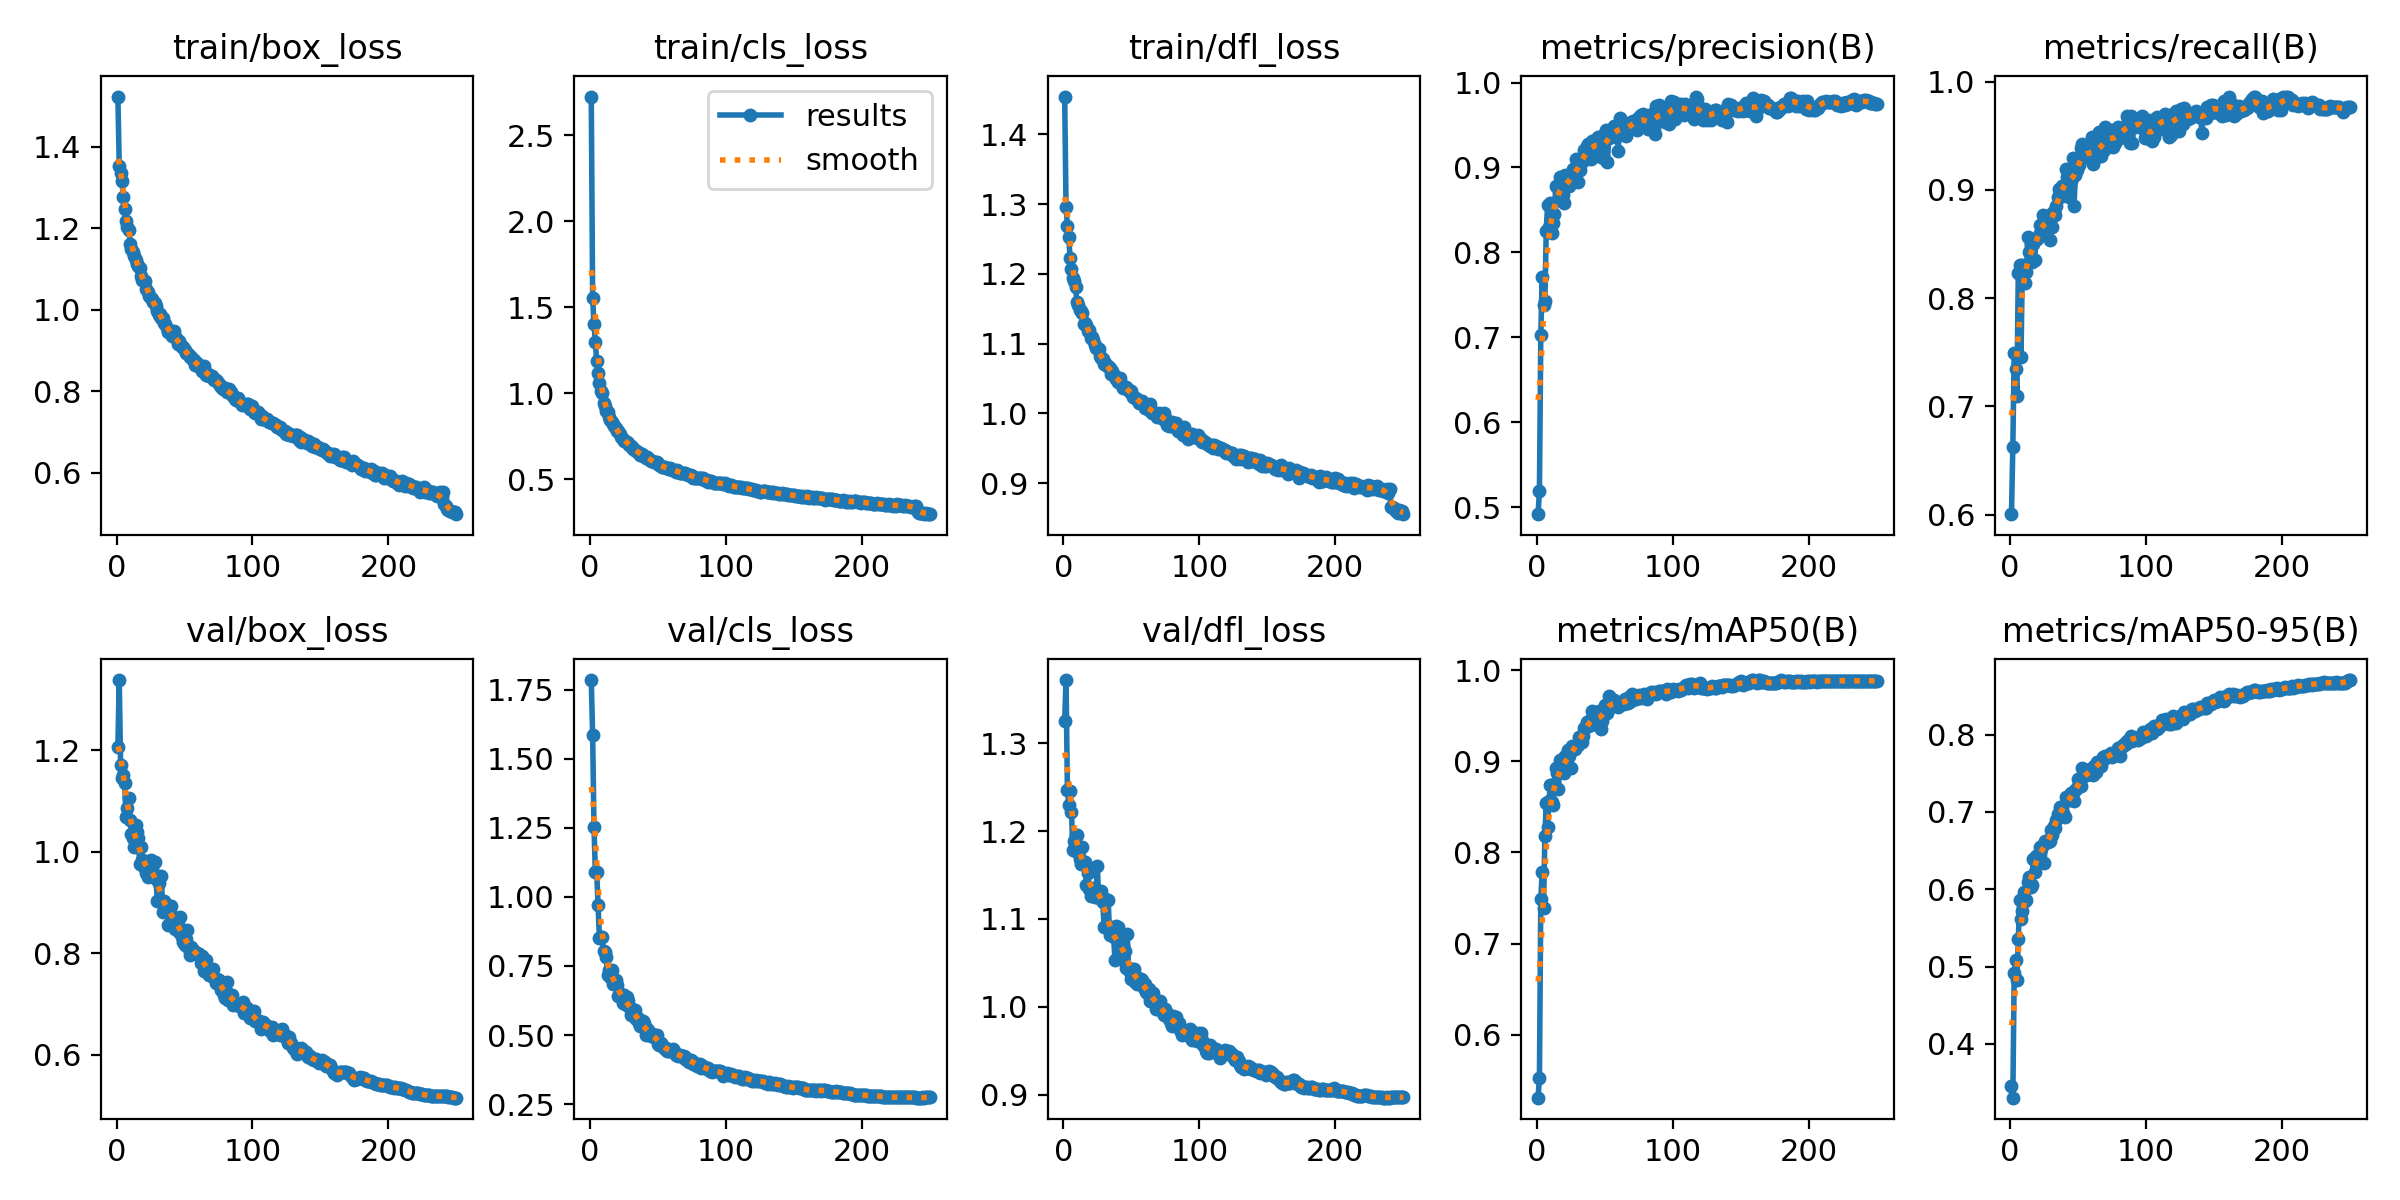 train/box_loss
1.4
1.2
1.0
0.8
0.6
0 100 200
train/cls_loss
results
smooth
2.5
2.0
1.5
1.0
0.5
0 100 200
train/dfl_loss
1.4
1.3
1.2
1.1
1.0
0.9
0 100 200
metrics/precision(B)
1.0
0.9
0.8
0.7
0.6
0.5
0 100 200
metrics/recall(B)
1.0
0.9
0.8
0.7
0.6
0 100 200
val/box_loss
1.2
1.0
0.8
0.6
0 100 200
val/cls_loss
1.75
1.50
1.25
1.00
0.75
0.50
0.25
0 100 200
val/dfl_loss
1.3
1.2
1.1
1.0
0.9
0 100 200
metrics/mAP50(B)
1.0
0.9
0.8
0.7
0.6
0 100 200
metrics/mAP50-95(B)
0.8
0.7
0.6
0.5
0.4
0 100 200